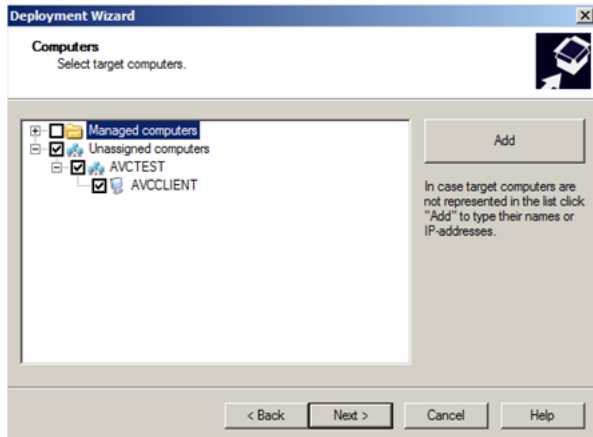 Deployment Wizard
Computers
Select target computers.
Managed computers
Unassigned computers
AVCTEST
AVCCLIENT
Add
In case target computers are
not represented in the list click
"Add" to type their names or
IP-addresses.
< Back
Next >
Cancel
Help